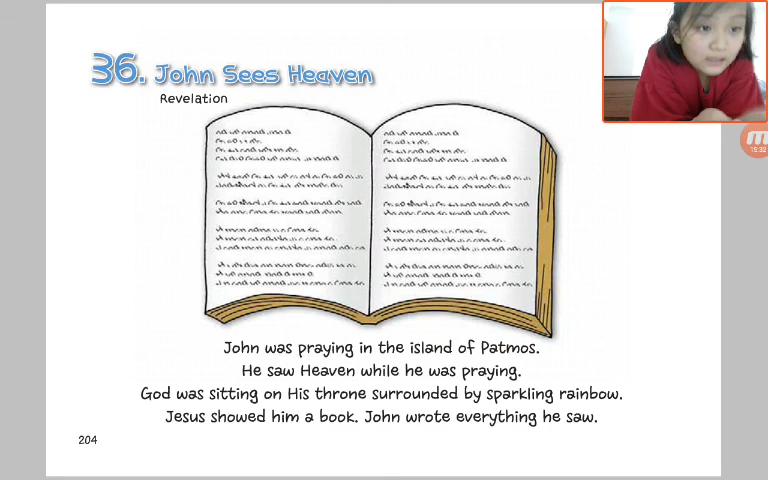 36. John Sees Heaven
Revelation
John was praying in the island of Patmos.
He saw Heaven while he was praying.
God was sitting on His throne surrounded by sparkling rainbow.
Jesus showed him a book. John wrote everything he saw.
204
15:32